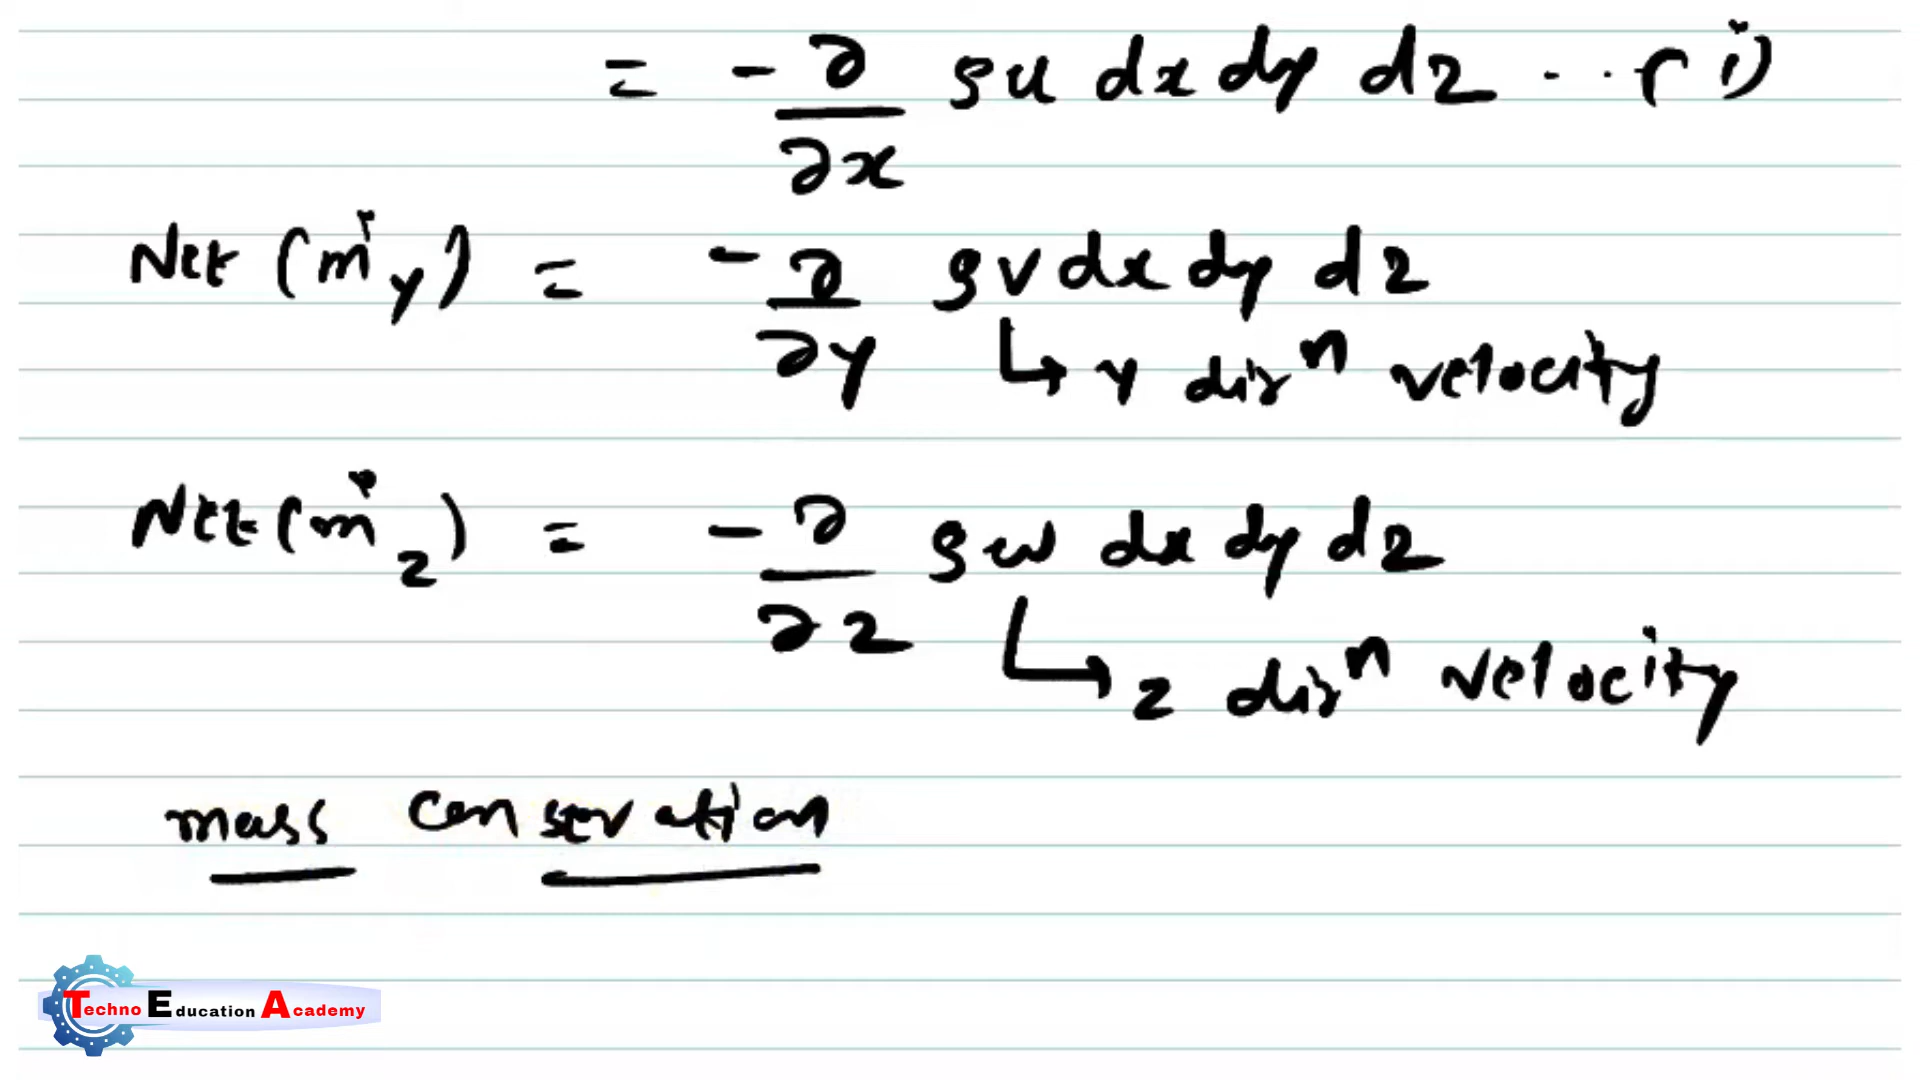 = - ∂/∂x ρu dx dy dz ... (i)
Net (ṁy) = - ∂/∂y ρv dx dy dz
↳ y dirⁿ velocity
Net (ṁz) = - ∂/∂z ρw dx dy dz
↳ z dirⁿ velocity
mass conservation
Techno Education Academy